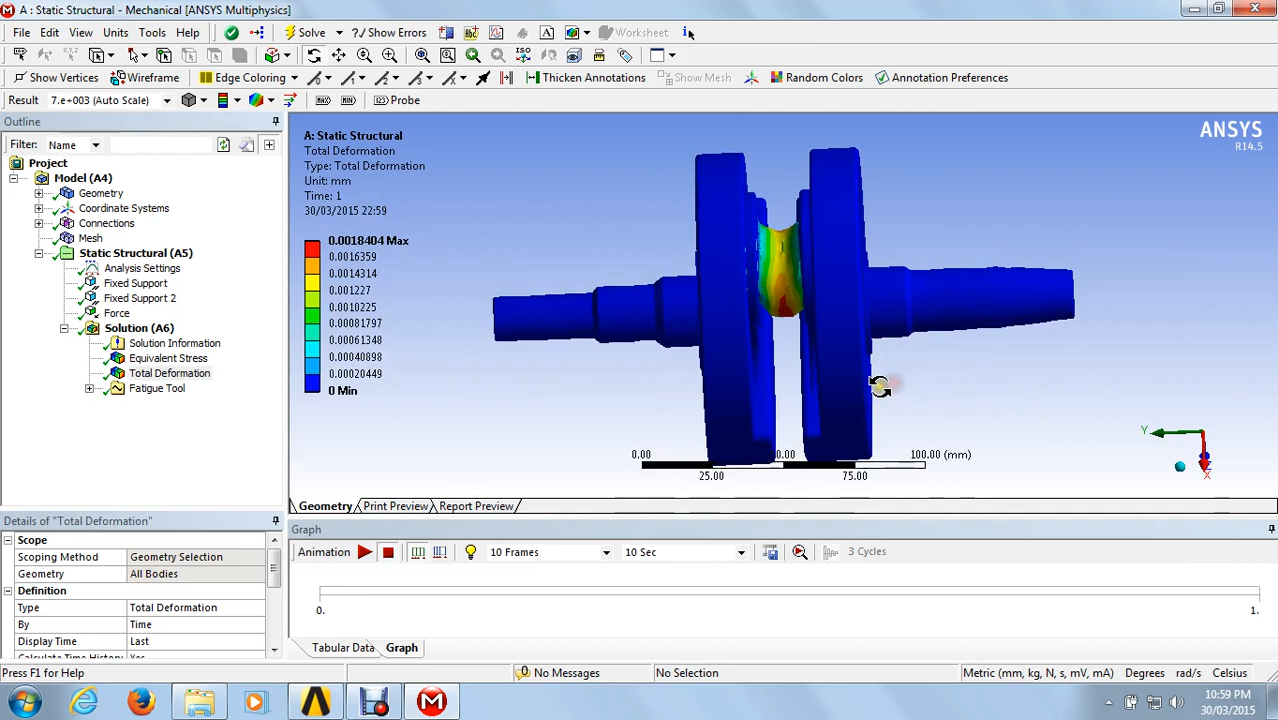 A : Static Structural - Mechanical [ANSYS Multiphysics]
File Edit View Units Tools Help Solve ?/ Show Errors Worksheet
Show Vertices Wireframe Edge Coloring Thicken Annotations Show Mesh Random Colors Annotation Preferences
Result 7.e+003 (Auto Scale) MAX MIN Probe
Outline
Filter: Name
Project
Model (A4)
Geometry
Coordinate Systems
Connections
Mesh
Static Structural (A5)
Analysis Settings
Fixed Support
Fixed Support 2
Force
Solution (A6)
Solution Information
Equivalent Stress
Total Deformation
Fatigue Tool
A: Static Structural
Total Deformation
Type: Total Deformation
Unit: mm
Time: 1
30/03/2015 22:59
0.0018404 Max
0.0016359
0.0014314
0.001227
0.0010225
0.00081797
0.00061348
0.00040898
0.00020449
0 Min
ANSYS
R14.5
Y
X
0.00 100.00 (mm)
25.00 75.00
Geometry Print Preview Report Preview
Details of "Total Deformation"
Scope
Scoping Method Geometry Selection
Geometry All Bodies
Definition
Type Total Deformation
By Time
Display Time Last
Graph
Animation 10 Frames 10 Sec 3 Cycles
0. 1.
Tabular Data Graph
Press F1 for Help 0 No Messages No Selection Metric (mm, kg, N, s, mV, mA) Degrees rad/s Celsius
10:59 PM
30/03/2015